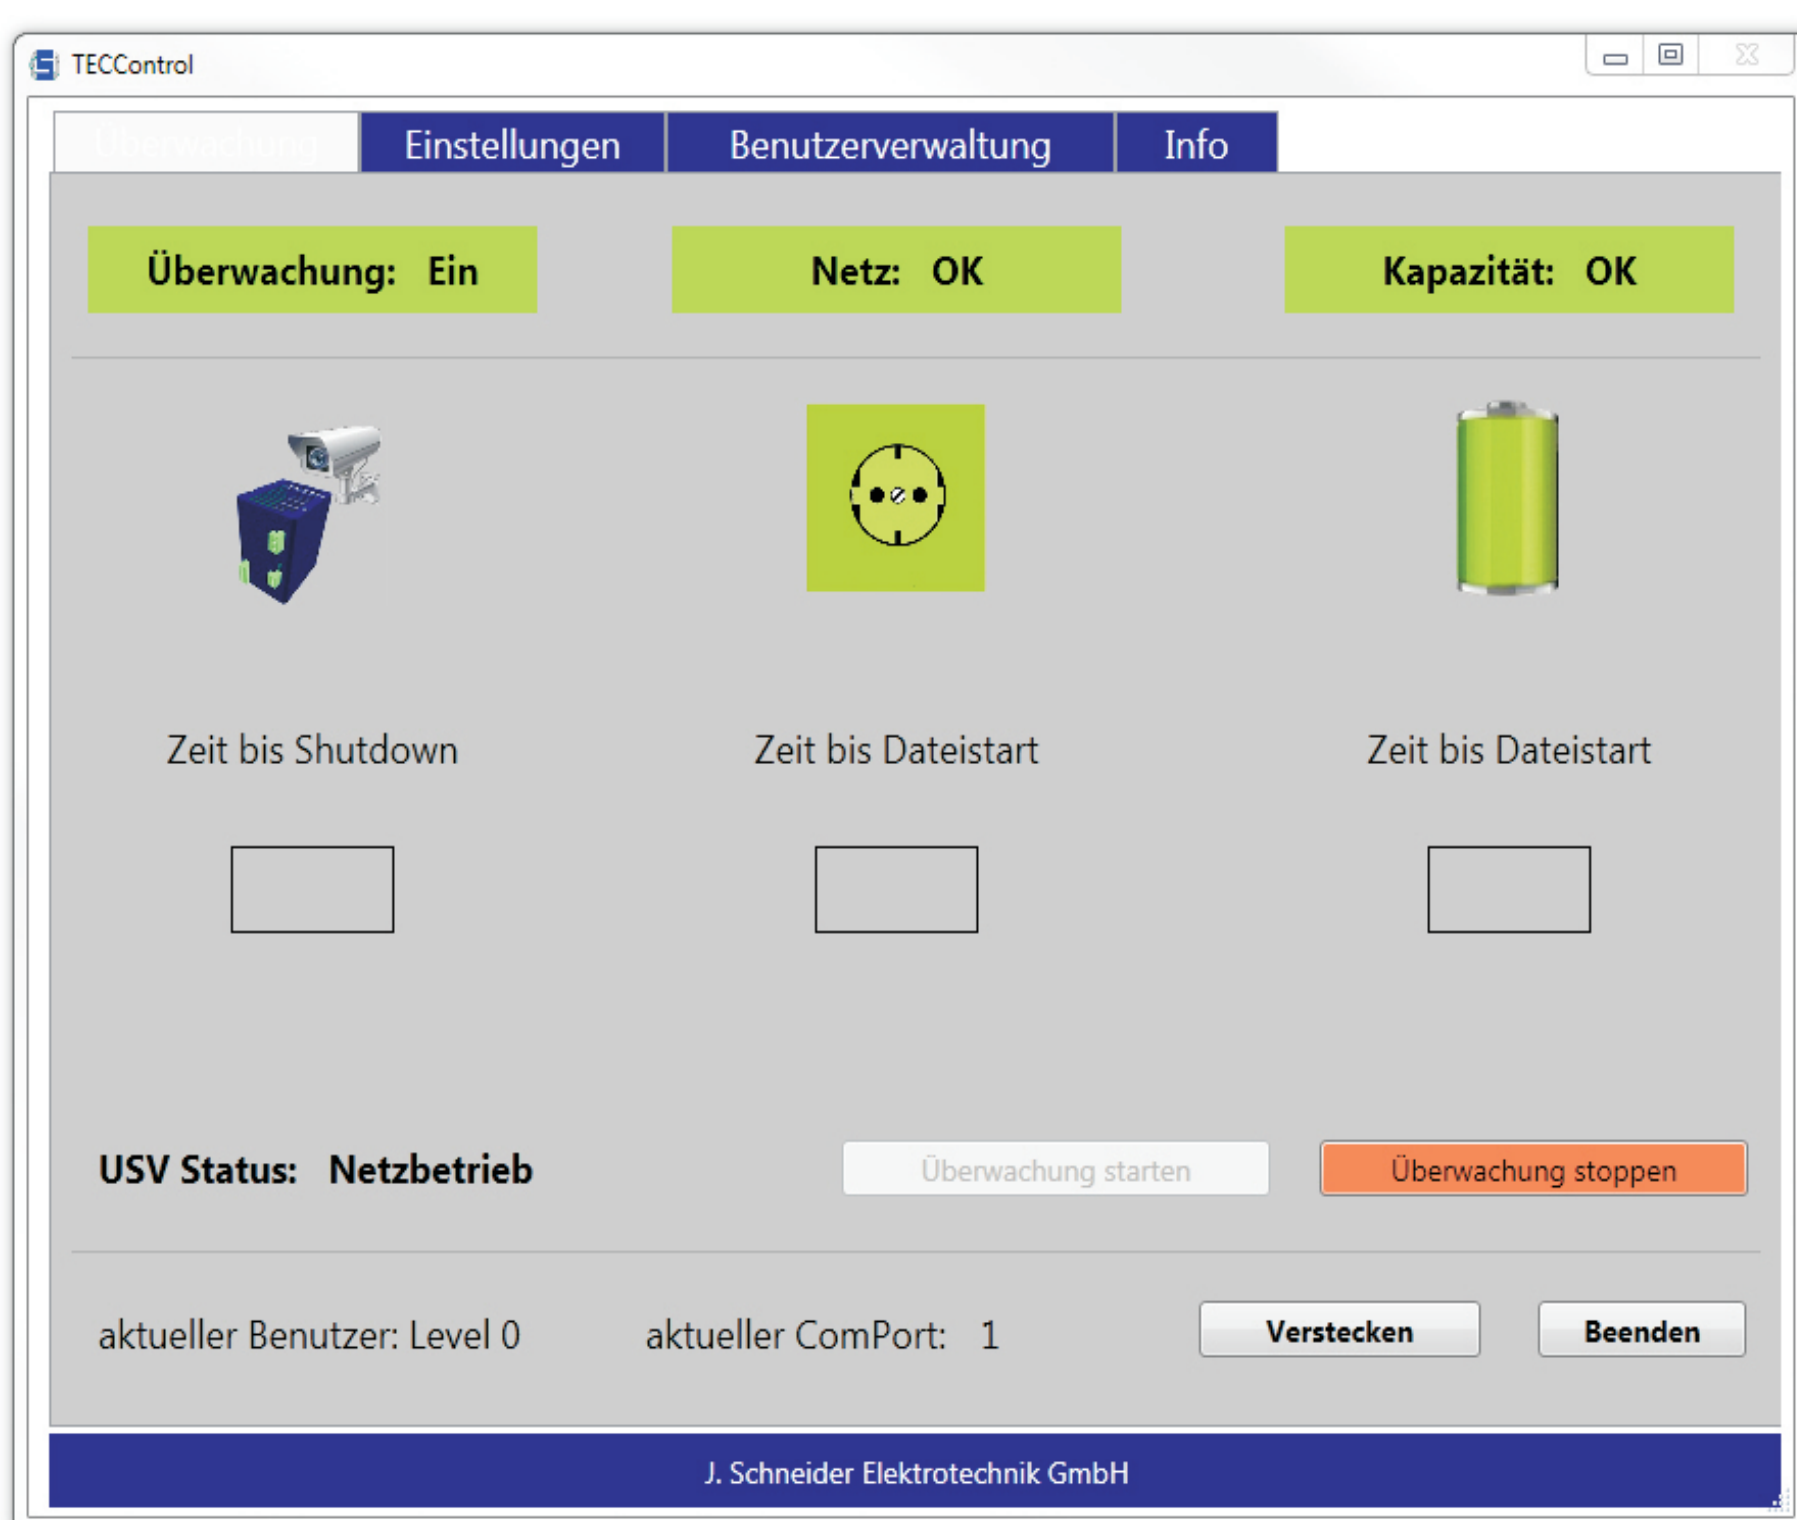 TECControl
Überwachung Einstellungen Benutzerverwaltung Info
Überwachung: Ein Netz: OK Kapazität: OK
Zeit bis Shutdown Zeit bis Dateistart Zeit bis Dateistart
USV Status: Netzbetrieb Überwachung starten Überwachung stoppen
aktueller Benutzer: Level 0 aktueller ComPort: 1 Verstecken Beenden
J. Schneider Elektrotechnik GmbH